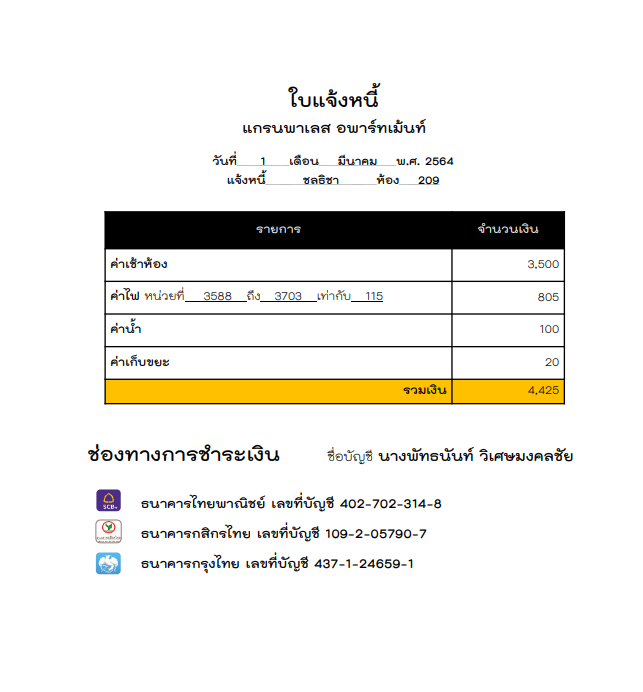 ใบแจ้งหนี้
แกรนพาเลส อพาร์ทเม้นท์
วันที่ 1 เดือน มีนาคม พ.ศ. 2564
แจ้งหนี้ ชลธิชา ห้อง 209
รายการ จำนวนเงิน
ค่าเช้าห้อง 3,500
ค่าไฟ หน่วยที่ 3588 ถึง 3703 เท่ากับ 115 805
ค่าน้ำ 100
ค่าเก็บขยะ 20
รวมเงิน 4,425
ช่องทางการชำระเงิน ชื่อบัญชี นางพัทธนันท์ วิเศษมงคลชัย
SCB
ธนาคารไทยพาณิชย์ เลขที่บัญชี 402-702-314-8
ธนาคารกสิกรไทย เลขที่บัญชี 109-2-05790-7
ธนาคารกรุงไทย เลขที่บัญชี 437-1-24659-1